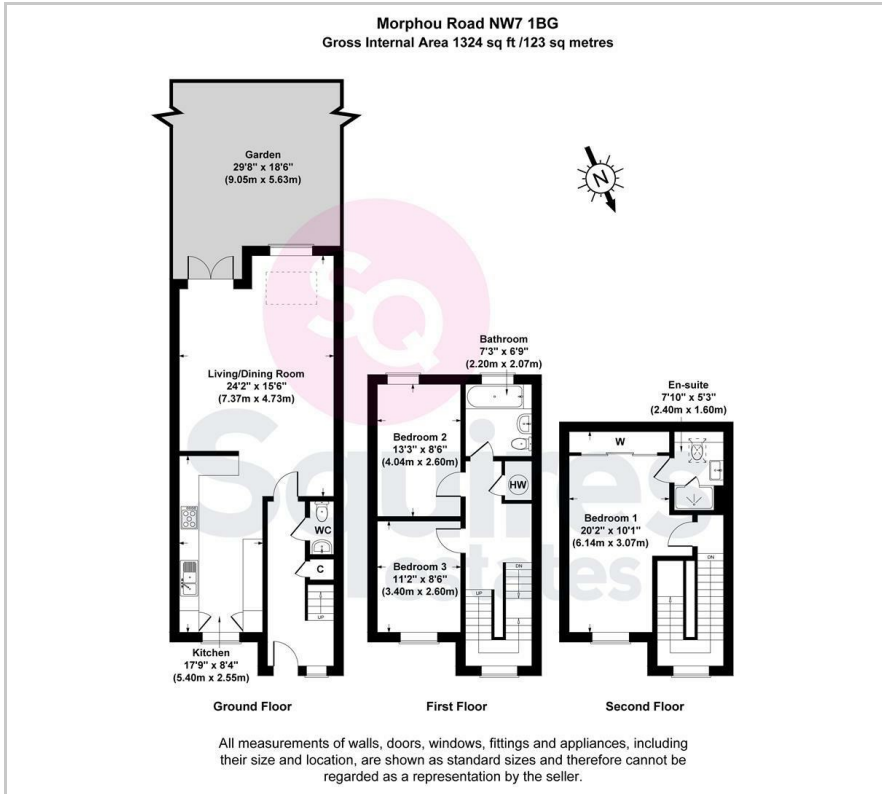 Morphou Road NW7 1BG
Gross Internal Area 1324 sq ft /123 sq metres
Garden
29'8" x 18'6"
(9.05m x 5.63m)
N
SQ
Squires
estates
Living/Dining Room
24'2" x 15'6"
(7.37m x 4.73m)
WC
C
UP
Kitchen
17'9" x 8'4"
(5.40m x 2.55m)
Ground Floor
Bathroom
7'3" x 6'9"
(2.20m x 2.07m)
Bedroom 2
13'3" x 8'6"
(4.04m x 2.60m)
HW
Bedroom 3
11'2" x 8'6"
(3.40m x 2.60m)
DN
UP
First Floor
En-suite
7'10" x 5'3"
(2.40m x 1.60m)
W
Bedroom 1
20'2" x 10'1"
(6.14m x 3.07m)
DN
Second Floor
All measurements of walls, doors, windows, fittings and appliances, including
their size and location, are shown as standard sizes and therefore cannot be
regarded as a representation by the seller.